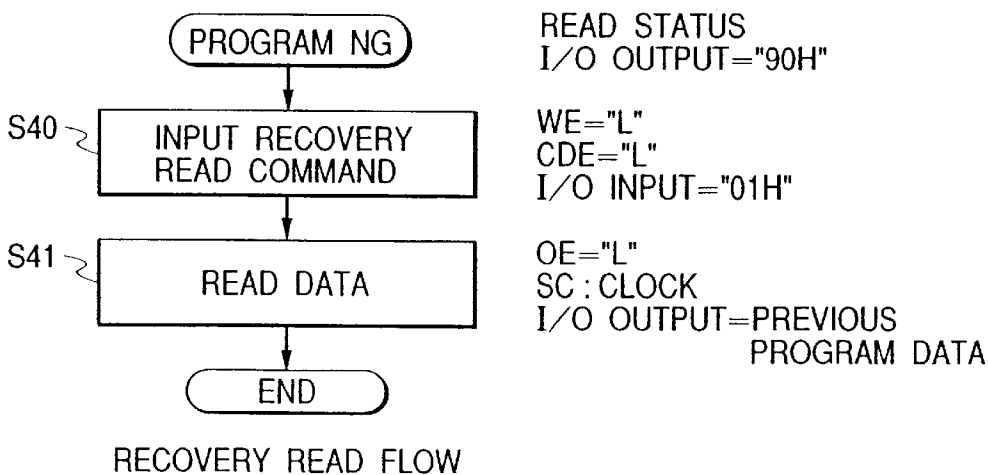 PROGRAM NG
READ STATUS
I/O OUTPUT="90H"
S40
INPUT RECOVERY
READ COMMAND
WE="L"
CDE="L"
I/O INPUT="01H"
S41
READ DATA
OE="L"
SC : CLOCK
I/O OUTPUT=PREVIOUS
PROGRAM DATA
END
RECOVERY READ FLOW